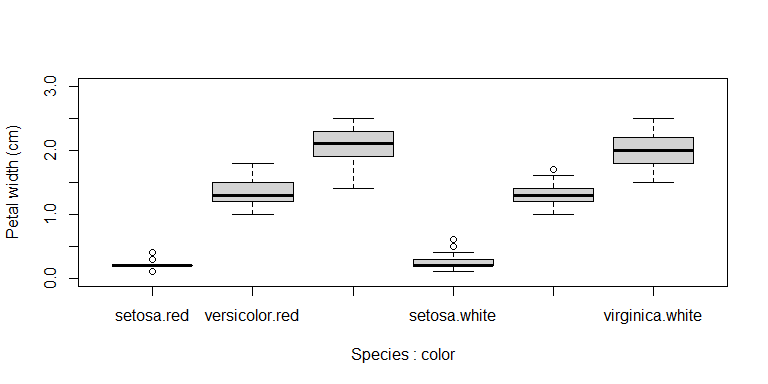 Petal width (cm)
3.0
2.0
1.0
0.0
setosa.red versicolor.red setosa.white virginica.white
Species : color